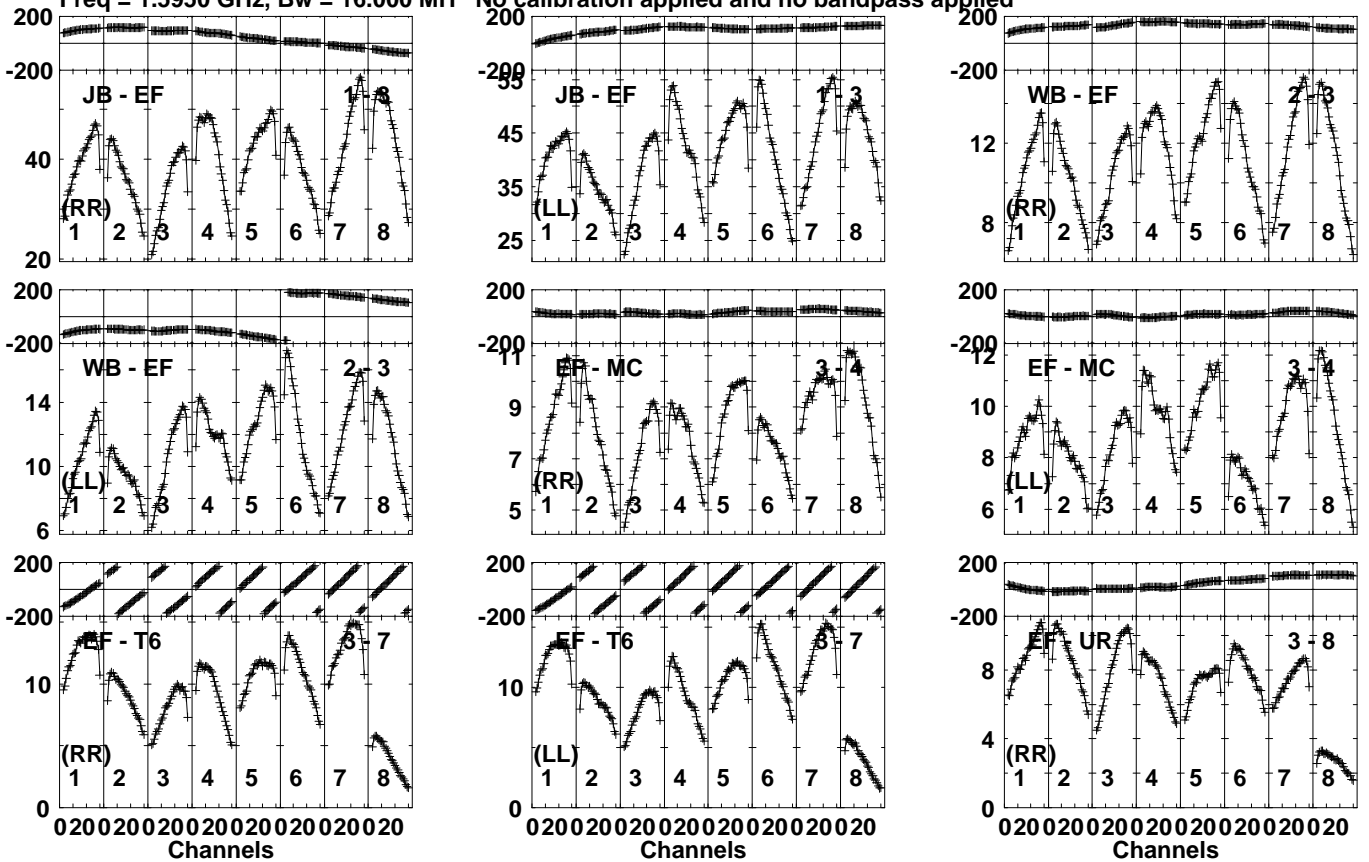 Freq = 1.5950 GHz, Bw = 16.000 MH No calibration applied and no bandpass applied
200 200 200
-200 -200 -200
JB - EF 1 - 3 55 JB - EF 1 - 3 WB - EF 2 - 3
40 45 12
35
(RR) (LL) (RR)
1 2 3 4 5 6 7 8 25 1 2 3 4 5 6 7 8 8 1 2 3 4 5 6 7 8
20
200 200 200
-200 -200 -200
WB - EF 2 - 3 11 EF - MC 3 - 4 12 EF - MC 3 - 4
14 9 10
10 7 8
(LL) (RR) (LL)
1 2 3 4 5 6 7 8 1 2 3 4 5 6 7 8 1 2 3 4 5 6 7 8
6 5 6
200 200 200
-200 -200 -200
EF - T6 3 - 7 EF - T6 3 - 7 EF - UR 3 - 8
10 10 8
4
(RR) (LL) (RR)
1 2 3 4 5 6 7 8 1 2 3 4 5 6 7 8 1 2 3 4 5 6 7 8
0 0 0
0 20 0 20 0 20 0 20 0 20 0 20 0 20 0 20 0 20 0 20 0 20 0 20 0 20 0 20 0 20 0 20 0 20 0 20 0 20 0 20 0 20 0 20 0 20 0 20
Channels Channels Channels